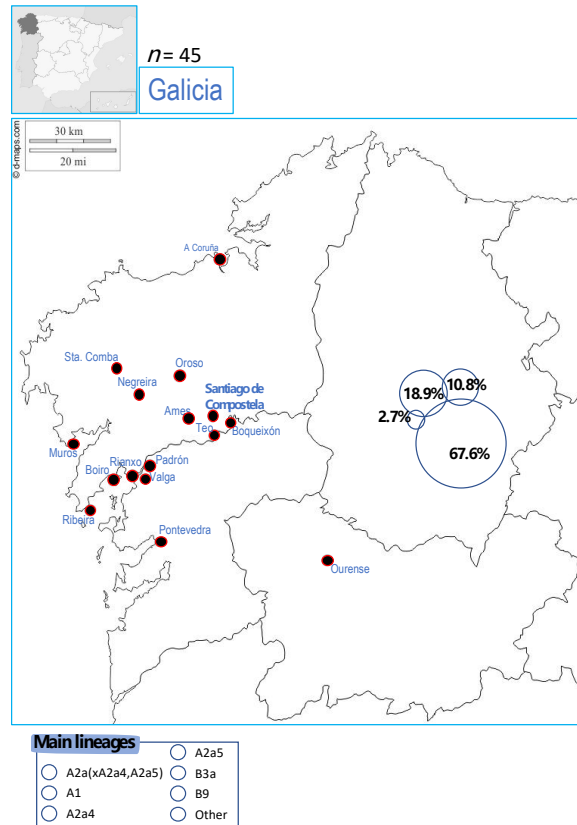 n= 45
Galicia
© d-maps.com
30 km
20 mi
A Coruña
Sta. Comba
Oroso
Negreira
Santiago de
Compostela
Ames
Teo
Boqueixón
Muros
Padrón
Rianxo
Boiro
Valga
Ribeira
Pontevedra
Ourense
18.9%
10.8%
2.7%
67.6%
Main lineages
A2a(xA2a4,A2a5)
A1
A2a4
A2a5
B3a
B9
Other